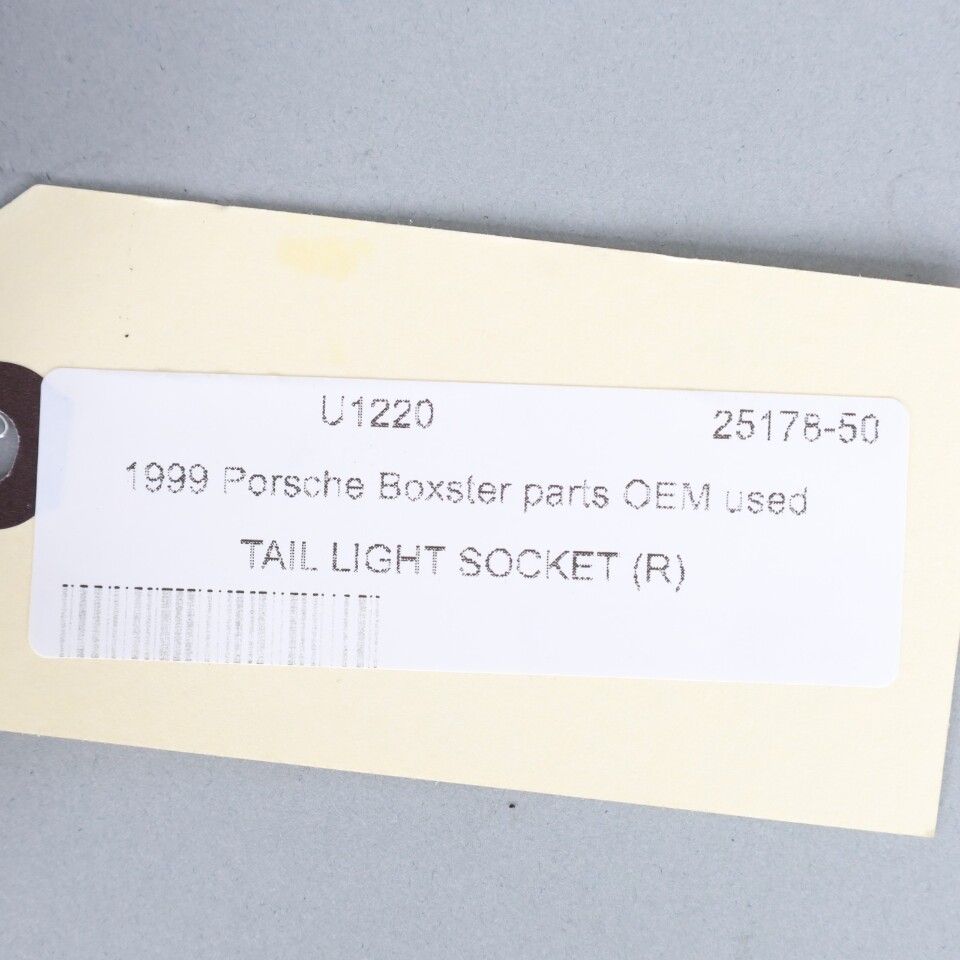 U1220 25178-50
1999 Porsche Boxster parts OEM used
TAIL LIGHT SOCKET (R)